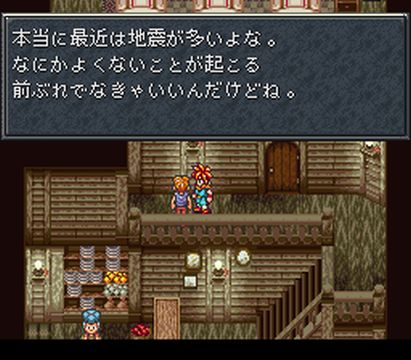 本当に最近は地震が多いよな。
なにかよくないことが起こる
前ぶれでなきゃいいんだけどね。